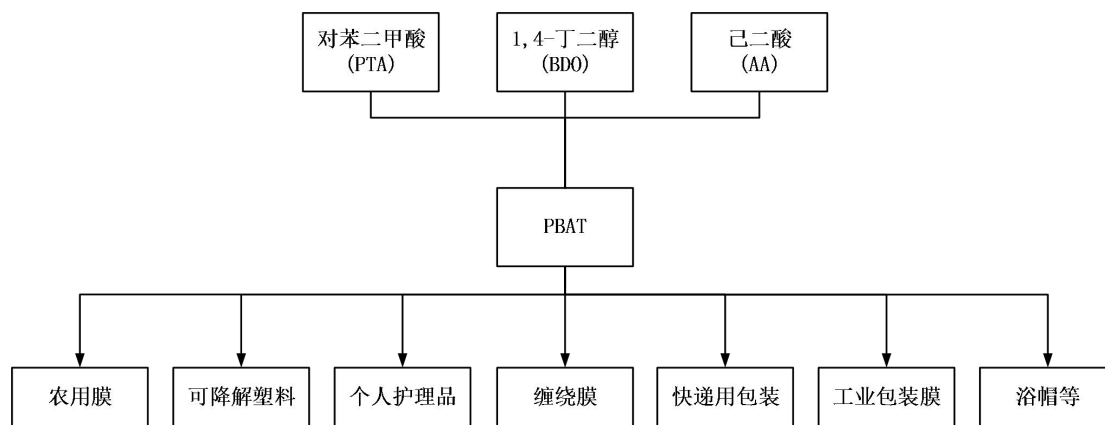 对苯二甲酸
(PTA)
1,4-丁二醇
(BDO)
己二酸
(AA)
PBAT
农用膜
可降解塑料
个人护理品
缠绕膜
快递用包装
工业包装膜
浴帽等